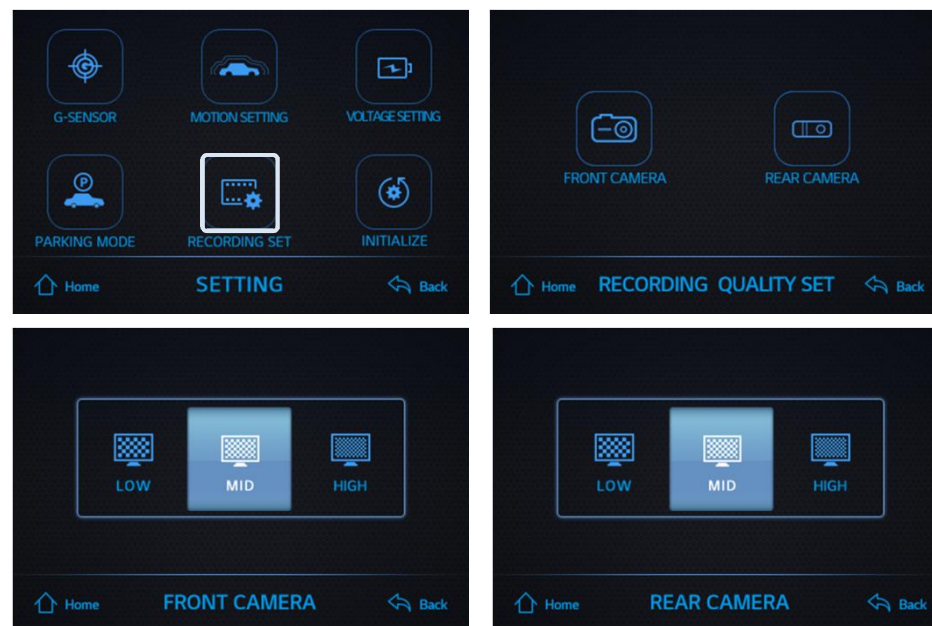 G-SENSOR
MOTION SETTING
VOLTAGE SETTING
P
PARKING MODE
RECORDING SET
INITIALIZE
Home
SETTING
Back
FRONT CAMERA
REAR CAMERA
Home
RECORDING QUALITY SET
Back
LOW
MID
HIGH
Home
FRONT CAMERA
Back
LOW
MID
HIGH
Home
REAR CAMERA
Back